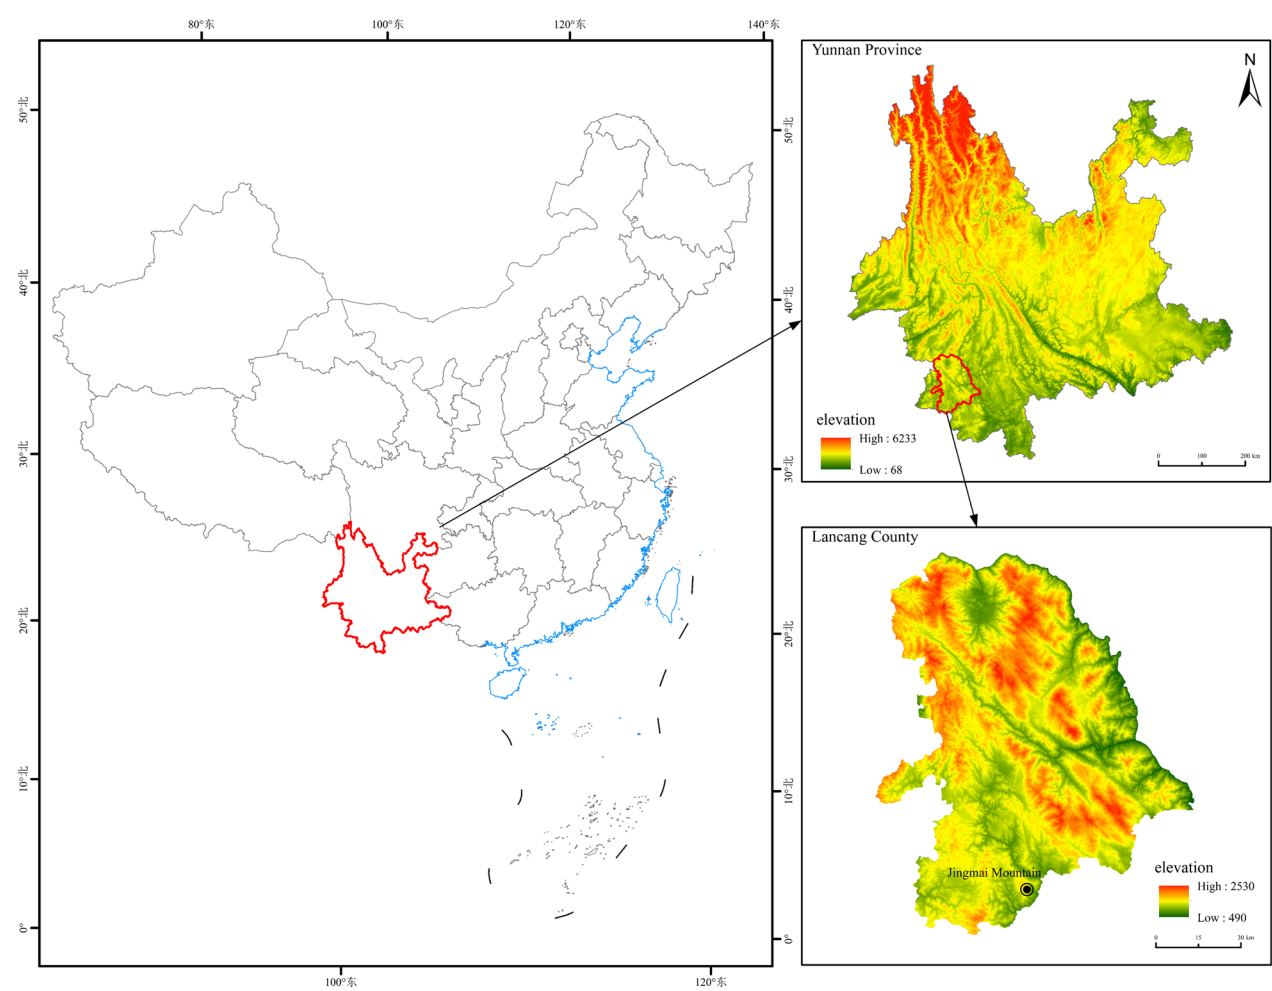 80°东
100°东
120°东
140°东
50°北
40°北
30°北
20°北
10°北
0°
50°北
40°北
30°北
20°北
10°北
0°
100°东
120°东
Yunnan Province
N
elevation
High : 6233
Low : 68
0 100 200 km
Lancang County
Jingmai Mountain
elevation
High : 2530
Low : 490
0 15 30 km